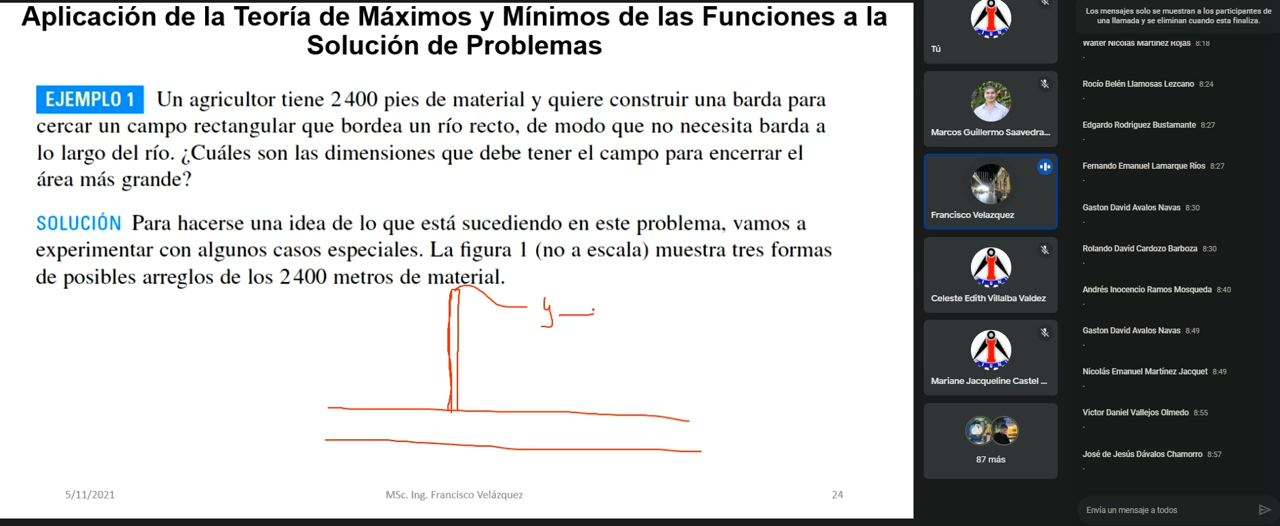 Aplicación de la Teoría de Máximos y Mínimos de las Funciones a la
Solución de Problemas
EJEMPLO 1 Un agricultor tiene 2 400 pies de material y quiere construir una barda para
cercar un campo rectangular que bordea un río recto, de modo que no necesita barda a
lo largo del río. ¿Cuáles son las dimensiones que debe tener el campo para encerrar el
área más grande?
SOLUCIÓN Para hacerse una idea de lo que está sucediendo en este problema, vamos a
experimentar con algunos casos especiales. La figura 1 (no a escala) muestra tres formas
de posibles arreglos de los 2 400 metros de material.
y
5/11/2021
MSc. Ing. Francisco Velázquez
24
Tú
Marcos Guillermo Saavedra...
Francisco Velazquez
Celeste Edith Villalba Valdez
Mariane Jacqueline Castel ...
87 más
Los mensajes solo se muestran a los participantes de
una llamada y se eliminan cuando esta finaliza.
Walter Nicolás Martínez Rojas 8:18
.
Rocío Belén Llamosas Lezcano 8:24
.
Edgardo Rodriguez Bustamante 8:27
.
Fernando Emanuel Lamarque Ríos 8:27
.
Gaston David Avalos Navas 8:30
.
Rolando David Cardozo Barboza 8:30
.
Andrés Inocencio Ramos Mosqueda 8:40
.
Gaston David Avalos Navas 8:49
.
Nicolás Emanuel Martínez Jacquet 8:49
.
Victor Daniel Vallejos Olmedo 8:55
.
José de Jesús Dávalos Chamorro 8:57
.
Envía un mensaje a todos